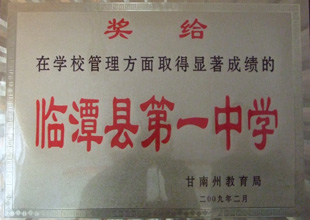 奖给
在学校管理方面取得显著成绩的
临潭县第一中学
甘南州教育局
二00九年二月